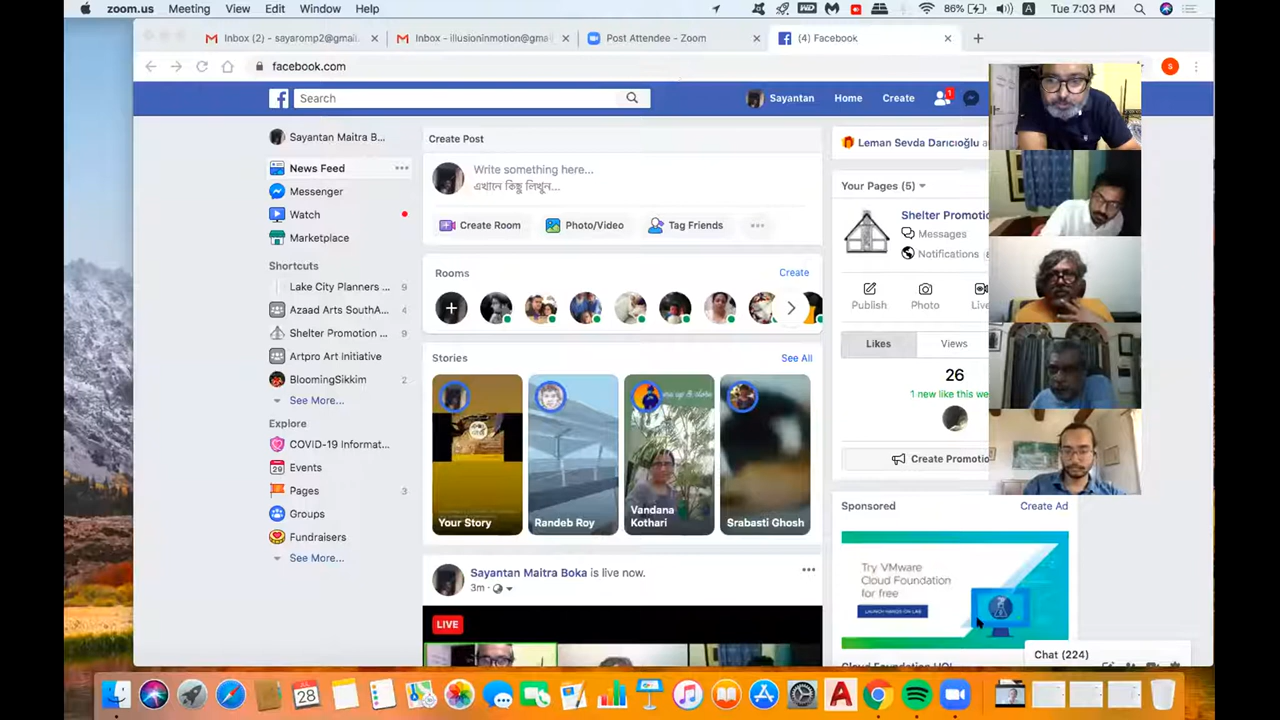 zoom.us Meeting View Edit Window Help
86%
Tue 7:03 PM
Inbox (2) - sayaromp2@gmail.
Inbox - illusioninmotion@gma
Post Attendee - Zoom
(4) Facebook
facebook.com
S
Search
Sayantan
Home
Create
1
Sayantan Maitra B...
News Feed
Messenger
Watch
Marketplace
Shortcuts
Lake City Planners ... 9
Azaad Arts SouthA... 4
Shelter Promotion ... 9
Artpro Art Initiative
BloomingSikkim 2
See More...
Explore
COVID-19 Informat...
Events
Pages 3
Groups
Fundraisers
See More...
Create Post
Write something here...
এখানে কিছু লিখুন...
Create Room
Photo/Video
Tag Friends
Rooms
Create
Stories
See All
Your Story
Randeb Roy
Vandana
Kothari
Srabasti Ghosh
Sayantan Maitra Boka is live now.
3m
LIVE
Leman Sevda Darıcıoğlu
Your Pages (5)
Shelter Promoti
Messages
Notifications
Publish
Photo
Liv
Likes
Views
26
1 new like this we
Create Promotio
Sponsored
Create Ad
Try VMware
Cloud Foundation
for free
LAUNCH HANDS-ON LAB
Chat (224)
28